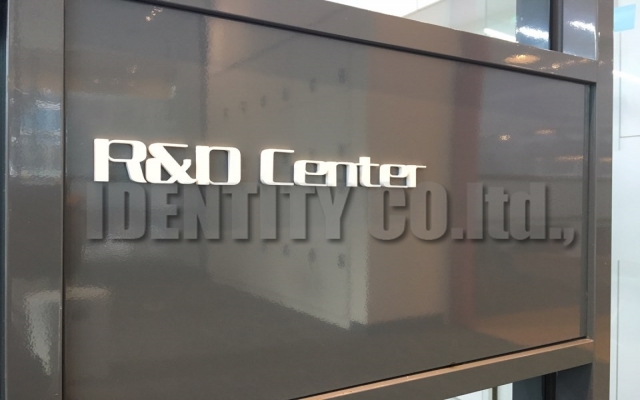 R&D Center
IDENTITY CO.ltd.,